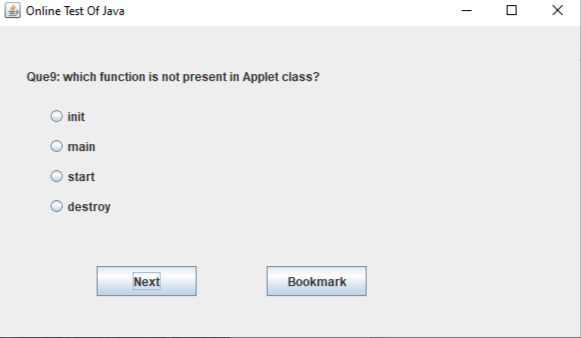 Online Test Of Java
Que9: which function is not present in Applet class?
init
main
start
destroy
Next
Bookmark